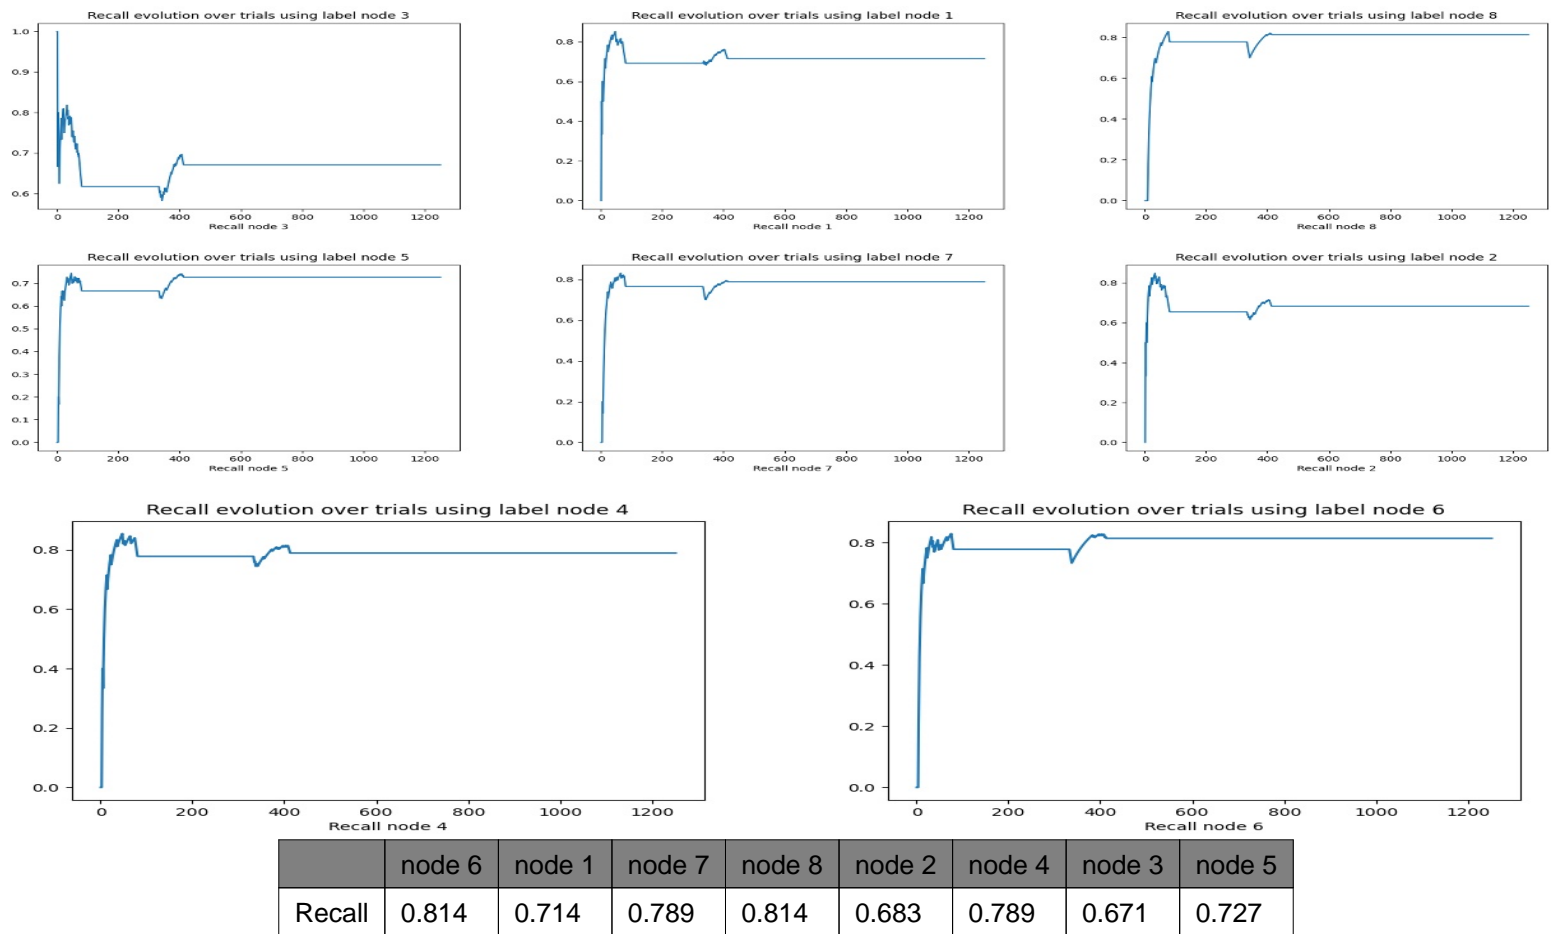 Recall evolution over trials using label node 3
1.0
0.9
0.8
0.7
0.6
0 200 400 600 800 1000 1200
Recall node 3
Recall evolution over trials using label node 1
0.8
0.6
0.4
0.2
0.0
0 200 400 600 800 1000 1200
Recall node 1
Recall evolution over trials using label node 8
0.8
0.6
0.4
0.2
0.0
0 200 400 600 800 1000 1200
Recall node 8
Recall evolution over trials using label node 5
0.7
0.6
0.5
0.4
0.3
0.2
0.1
0.0
0 200 400 600 800 1000 1200
Recall node 5
Recall evolution over trials using label node 7
0.8
0.6
0.4
0.2
0.0
0 200 400 600 800 1000 1200
Recall node 7
Recall evolution over trials using label node 2
0.8
0.6
0.4
0.2
0.0
0 200 400 600 800 1000 1200
Recall node 2
Recall evolution over trials using label node 4
0.8
0.6
0.4
0.2
0.0
0 200 400 600 800 1000 1200
Recall node 4
Recall evolution over trials using label node 6
0.8
0.6
0.4
0.2
0.0
0 200 400 600 800 1000 1200
Recall node 6
node 6 node 1 node 7 node 8 node 2 node 4 node 3 node 5
Recall 0.814 0.714 0.789 0.814 0.683 0.789 0.671 0.727